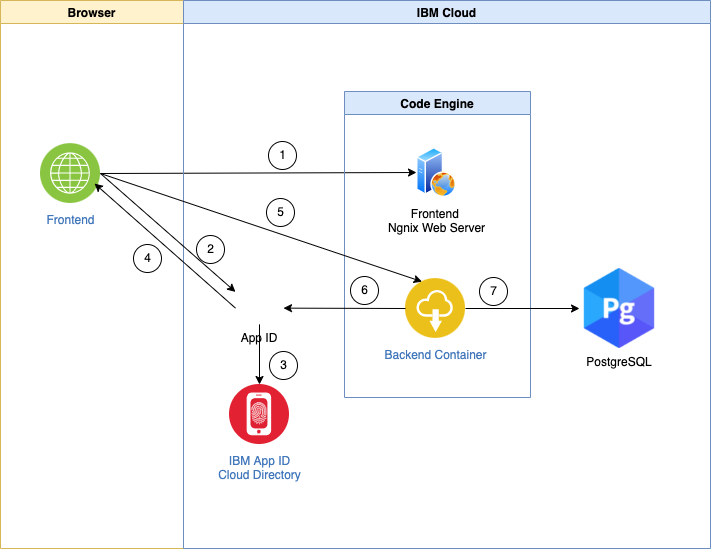 Browser
IBM Cloud
Code Engine
1
Frontend
Ngnix Web Server
Frontend
5
2
4
6
7
Pg
App ID
Backend Container
PostgreSQL
3
IBM App ID
Cloud Directory